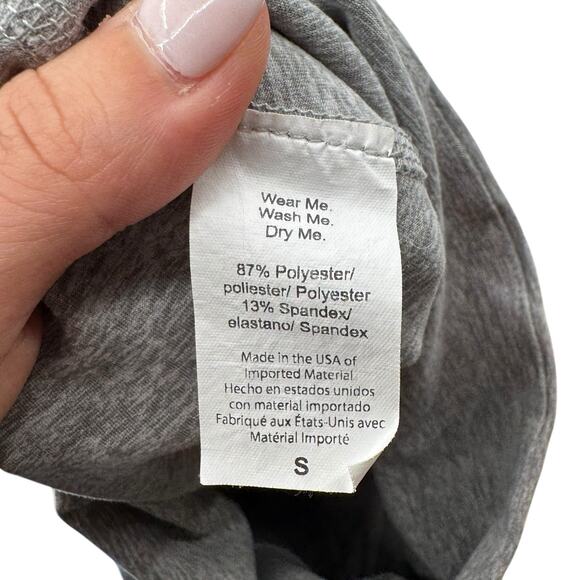 Wear Me.
Wash Me.
Dry Me.
87% Polyester/
poliester/ Polyester
13% Spandex/
elastano/ Spandex
Made in the USA of
Imported Material
Hecho en estados unidos
con material importado
Fabriqué aux États-Unis avec
Matérial Importé
S